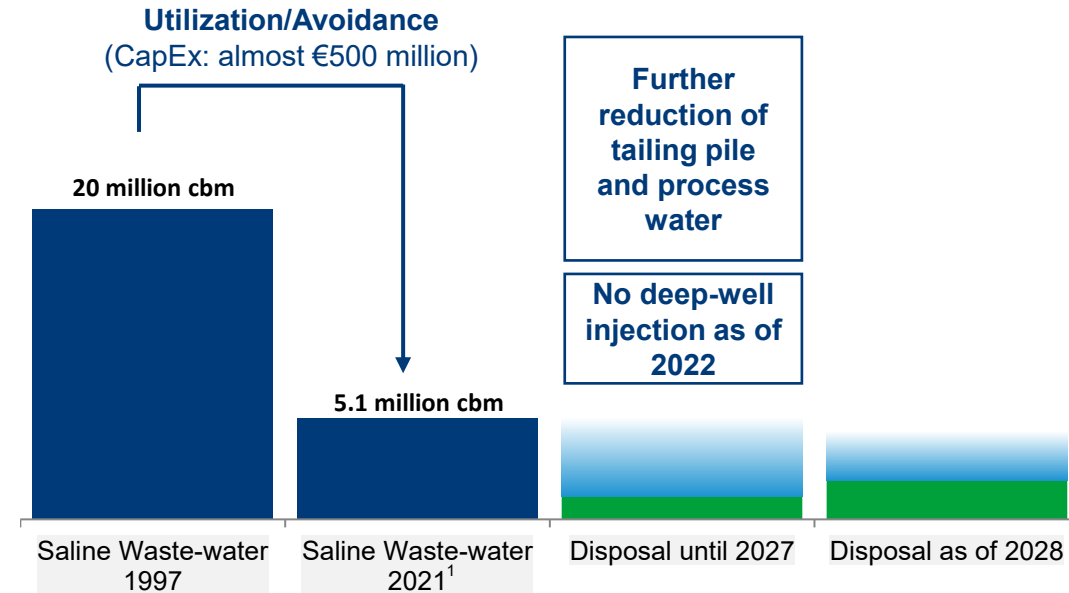 Utilization/Avoidance
(CapEx: almost €500 million)
20 million cbm
5.1 million cbm
Further
reduction of
tailing pile
and process
water
No deep-well
injection as of
2022
Saline Waste-water
1997
Saline Waste-water
2021¹
Disposal until 2027
Disposal as of 2028